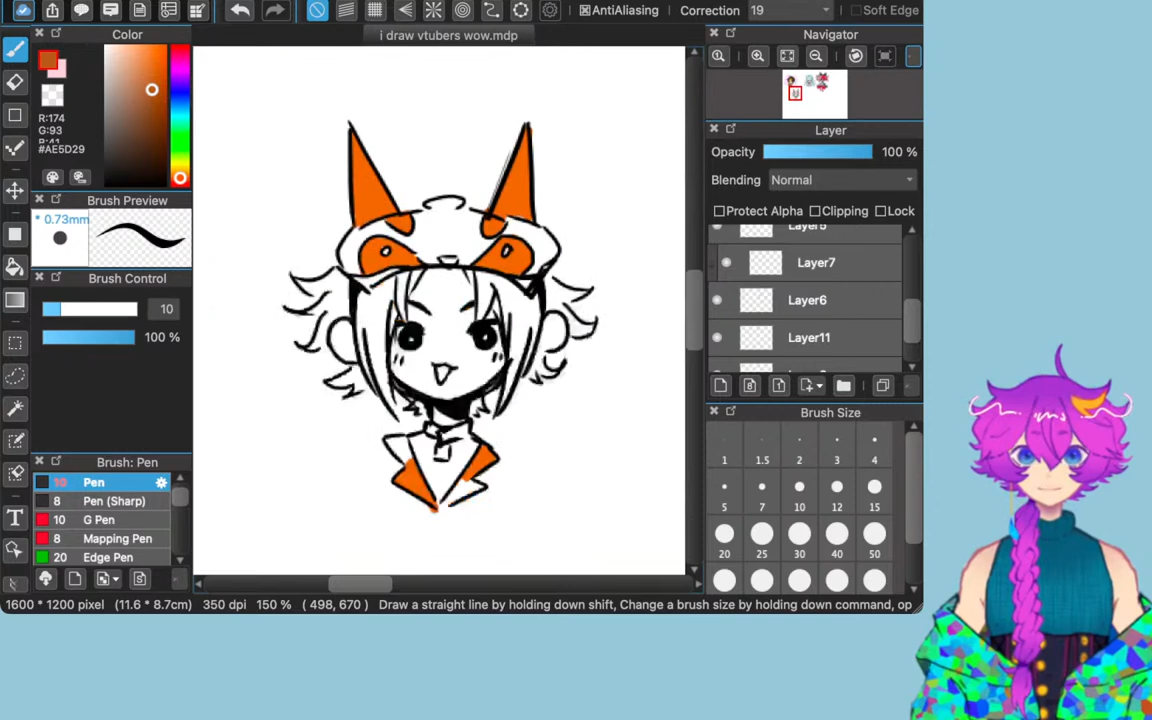 AntiAliasing Correction 19 Soft Edge
Color
i draw vtubers wow.mdp
Navigator
R:174
G:93
#AE5D29
Layer
Opacity 100 %
Blending Normal
Protect Alpha Clipping Lock
Brush Preview
* 0.73mm
Layer5
Layer7
Layer6
Layer11
Brush Control
10
100 %
Brush Size
1 1.5 2 3 4
5 7 10 12 15
20 25 30 40 50
Brush: Pen
10 Pen
8 Pen (Sharp)
10 G Pen
8 Mapping Pen
20 Edge Pen
1600 * 1200 pixel (11.6 * 8.7cm) 350 dpi 150 % ( 498, 670 ) Draw a straight line by holding down shift, Change a brush size by holding down command, op